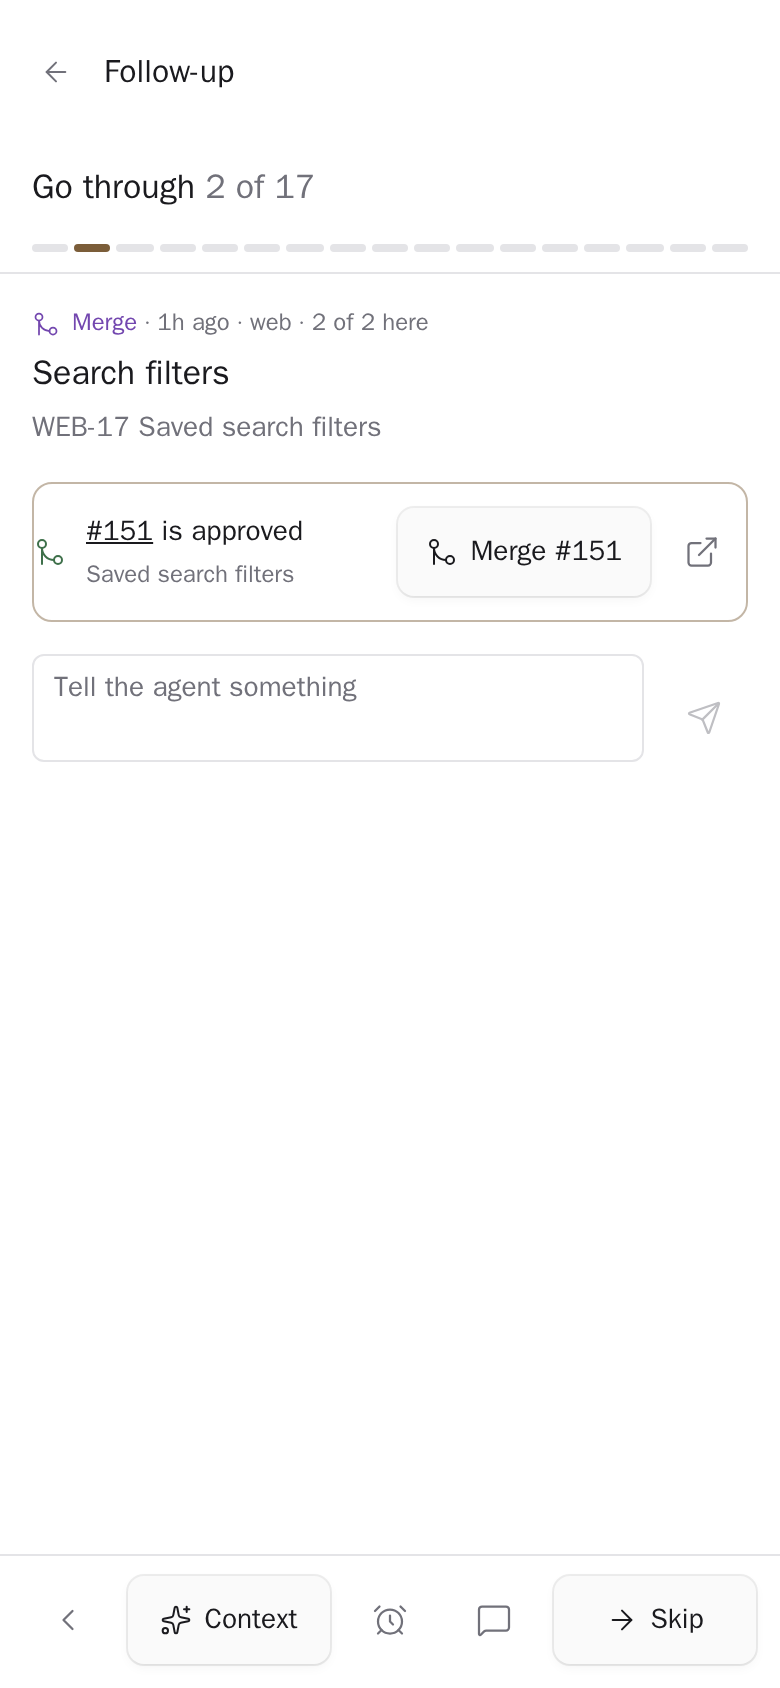 Follow-up
Go through 2 of 17
Merge · 1h ago · web · 2 of 2 here
Search filters
WEB-17 Saved search filters
#151 is approved
Saved search filters
Merge #151
Tell the agent something
Context
Skip